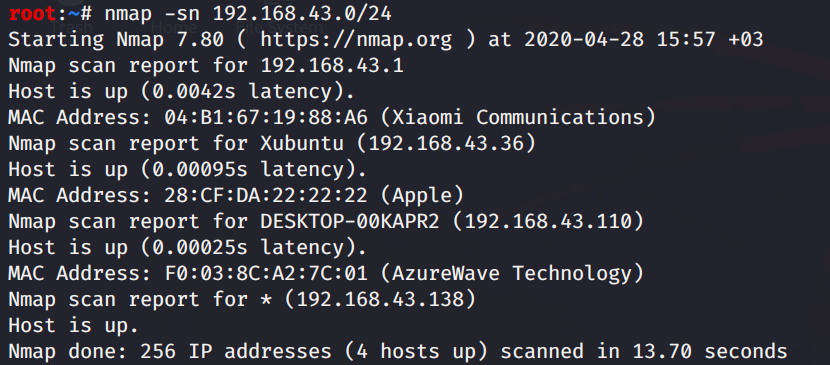 root:~# nmap -sn 192.168.43.0/24
Starting Nmap 7.80 ( https://nmap.org ) at 2020-04-28 15:57 +03
Nmap scan report for 192.168.43.1
Host is up (0.0042s latency).
MAC Address: 04:B1:67:19:88:A6 (Xiaomi Communications)
Nmap scan report for Xubuntu (192.168.43.36)
Host is up (0.00095s latency).
MAC Address: 28:CF:DA:22:22:22 (Apple)
Nmap scan report for DESKTOP-00KAPR2 (192.168.43.110)
Host is up (0.00025s latency).
MAC Address: F0:03:8C:A2:7C:01 (AzureWave Technology)
Nmap scan report for * (192.168.43.138)
Host is up.
Nmap done: 256 IP addresses (4 hosts up) scanned in 13.70 seconds